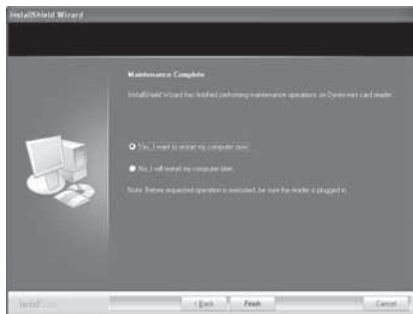 InstallShield Wizard
Maintenance Complete
InstallShield Wizard has finished performing maintenance operations on Dynex card reader.
Yes, I want to restart my computer now.
No, I will restart my computer later.
Note: Before requested operation is executed, be sure the reader is plugged in.
InstallShield
< Back Finish Cancel